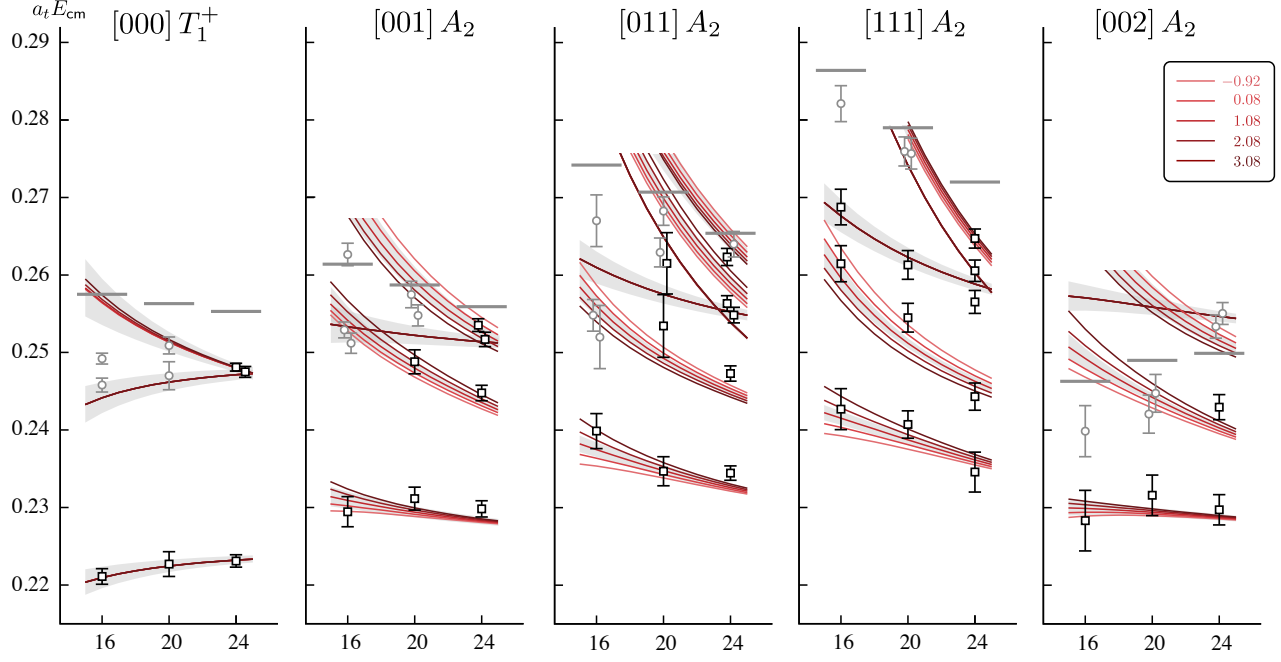 a_t E_cm
[000] T_1^+
[001] A_2
[011] A_2
[111] A_2
[002] A_2
0.29
0.28
0.27
0.26
0.25
0.24
0.23
0.22
−0.92
0.08
1.08
2.08
3.08
16 20 24
16 20 24
16 20 24
16 20 24
16 20 24